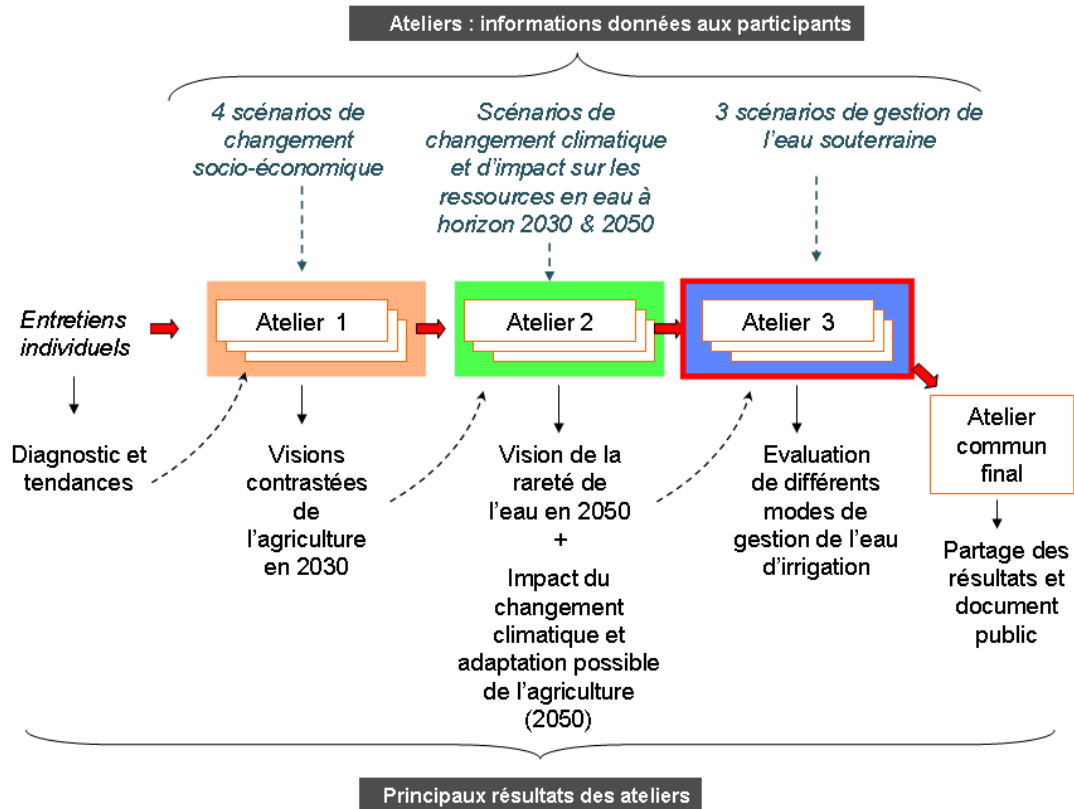 Ateliers : informations données aux participants
4 scénarios de
changement
socio-économique
Scénarios de
changement climatique
et d'impact sur les
ressources en eau à
horizon 2030 & 2050
3 scénarios de gestion de
l'eau souterraine
Entretiens
individuels
Atelier 1
Atelier 2
Atelier 3
Atelier
commun
final
Diagnostic et
tendances
Visions
contrastées
de
l'agriculture
en 2030
Vision de la
rareté de
l'eau en 2050
+
Impact du
changement
climatique et
adaptation possible
de l'agriculture
(2050)
Evaluation
de différents
modes de
gestion de l'eau
d'irrigation
Partage des
résultats et
document
public
Principaux résultats des ateliers